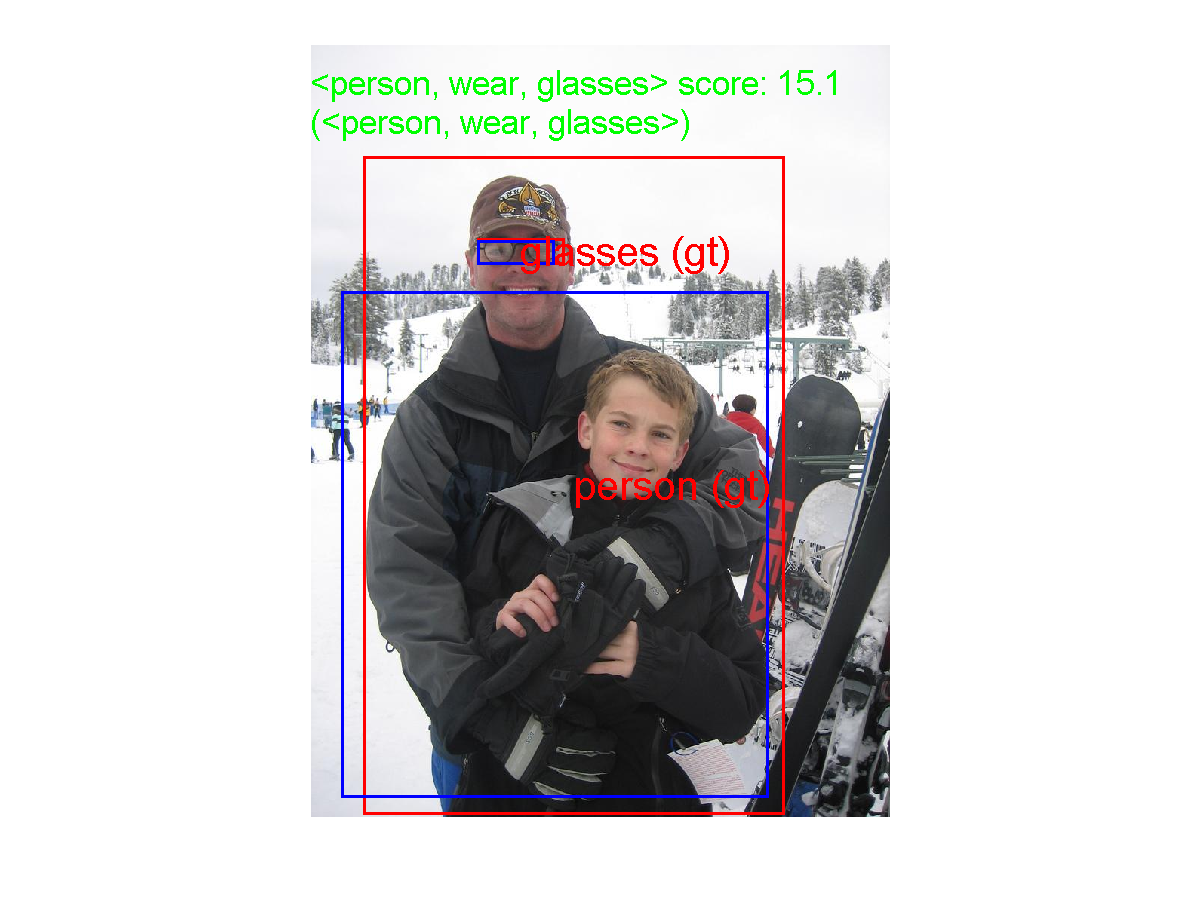 <person, wear, glasses> score: 15.1
(<person, wear, glasses>)
glasses (gt)
person (gt)